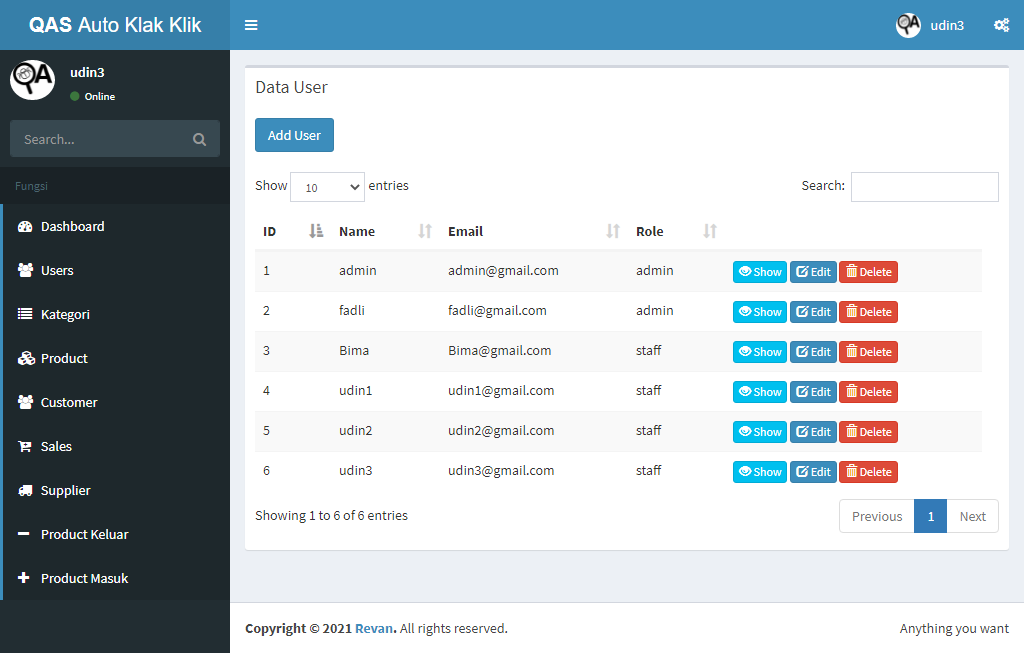 QAS Auto Klak Klik
udin3
QA
udin3
Online
Search...
Fungsi
Dashboard
Users
Kategori
Product
Customer
Sales
Supplier
Product Keluar
Product Masuk
Data User
Add User
Show 10 entries Search:
ID Name Email Role
1 admin admin@gmail.com admin Show Edit Delete
2 fadli fadli@gmail.com admin Show Edit Delete
3 Bima Bima@gmail.com staff Show Edit Delete
4 udin1 udin1@gmail.com staff Show Edit Delete
5 udin2 udin2@gmail.com staff Show Edit Delete
6 udin3 udin3@gmail.com staff Show Edit Delete
Showing 1 to 6 of 6 entries Previous 1 Next
Copyright © 2021 Revan. All rights reserved. Anything you want